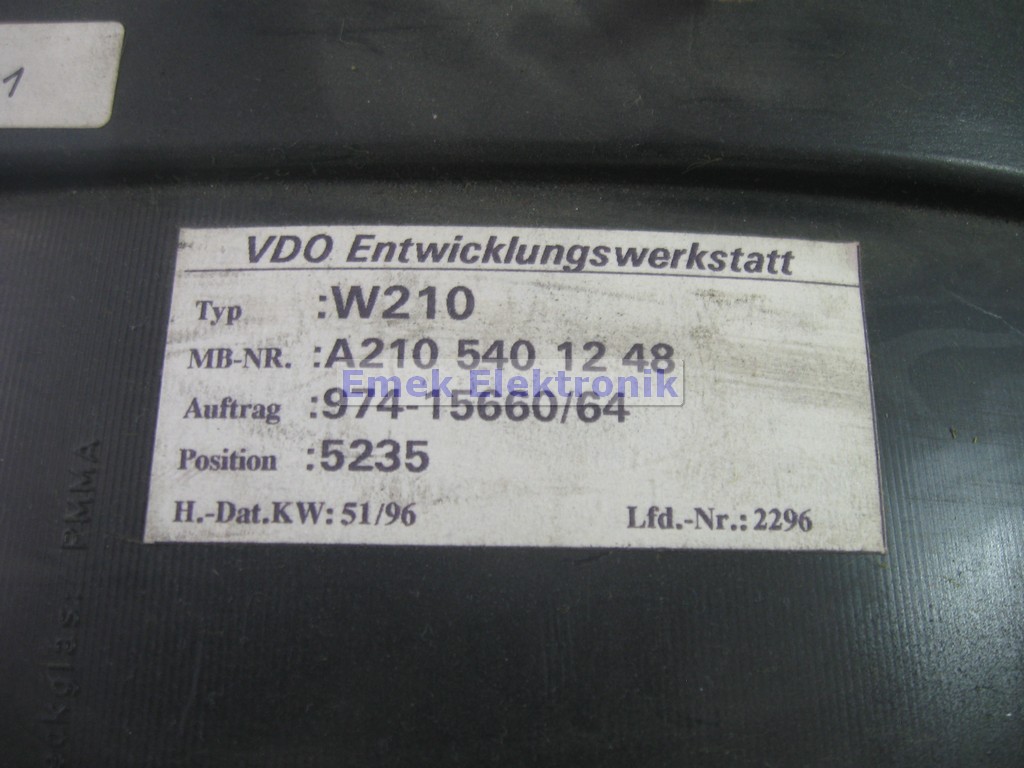 1
VDO Entwicklungswerkstatt
Typ :W210
MB-NR. :A210 540 12 48
Emek Elektronik
Auftrag :974-15660/64
Position :5235
H.-Dat.KW: 51/96 Lfd.-Nr.: 2296
ckglas: PMMA